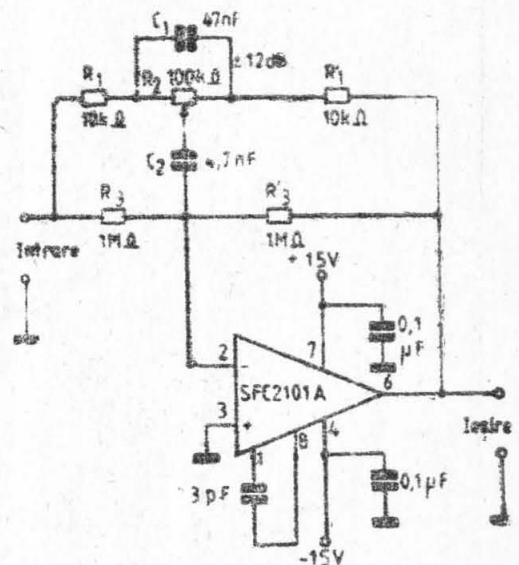 C1 47nF
±12dB
R1 R2 100kΩ R'1
10kΩ 10kΩ
C2 4,7nF
R3 R'3
1MΩ 1MΩ
Intrare
+15V
0,1
μF
7
2 -
SFC2101A 6
3 + 8 4
1
Iesire
3pF 0,1μF
-15V